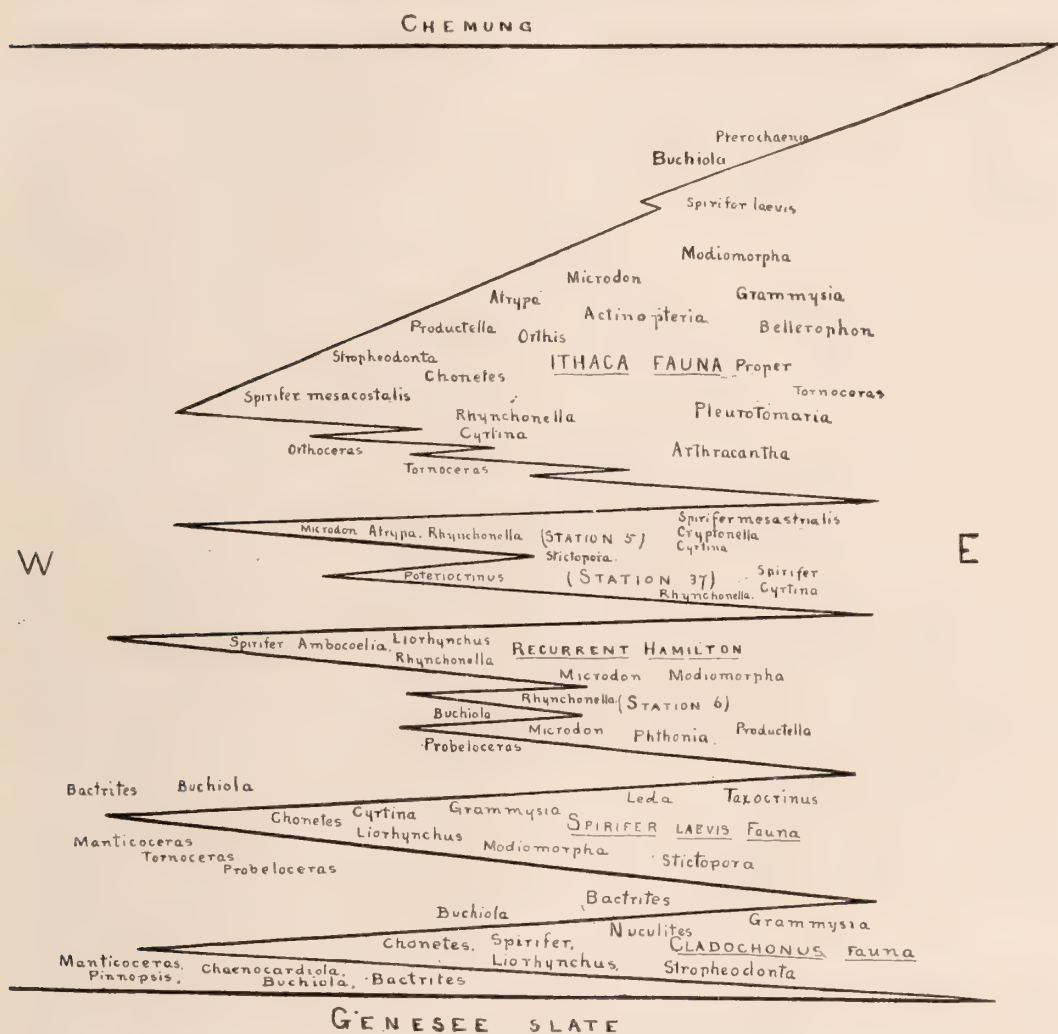 CHEMUNG
Pterochaenia
Buchiola
Spirifer laevis
Modiomorpha
Microdon
Atrypa
Grammysia
Actinopteria
Productella
Orthis
Bellerophon
Stropheodonta
ITHACA FAUNA Proper
Chonetes
Tornoceras
Spirifer mesacostalis
Rhynchonella
Pleurotomaria
Cyrtina
Orthoceras
Arthracantha
Tornoceras
Microdon Atrypa. Rhynchonella (STATION 5) Spirifer mesastrialis
Cryptonella
Cyrtina
W
E
Stictopora.
Poteriocrinus (STATION 37) Spirifer
Rhynchonella. Cyrtina
Spirifer Ambocoelia. Liorhynchus RECURRENT HAMILTON
Rhynchonella
Microdon Modiomorpha
Rhynchonella (STATION 6)
Buchiola
Microdon Phthonia. Productella
Probeloceras
Bactrites Buchiola
Leda Taxocrinus
Chonetes Cyrtina Grammysia
Liorhynchus SPIRIFER LAEVIS Fauna
Manticoceras Modiomorpha
Tornoceras Stictopora
Probeloceras
Bactrites
Buchiola
Nuculites Grammysia
Chonetes. Spirifer. CLADOCHONUS Fauna
Manticoceras. Chaenocardiola. Liorhynchus. Stropheodonta
Pinnopsis. Buchiola. Bactrites
GENESEE SLATE